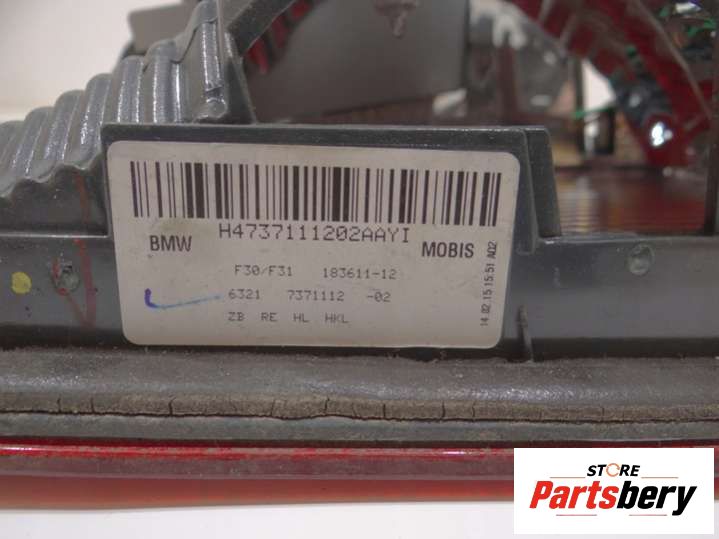 H4737111202AAYI
BMW MOBIS
F30/F31 183611-12
6321 7371112 -02
ZB RE HL HKL
14.02.15 15:51 A02
STORE
Partsbery